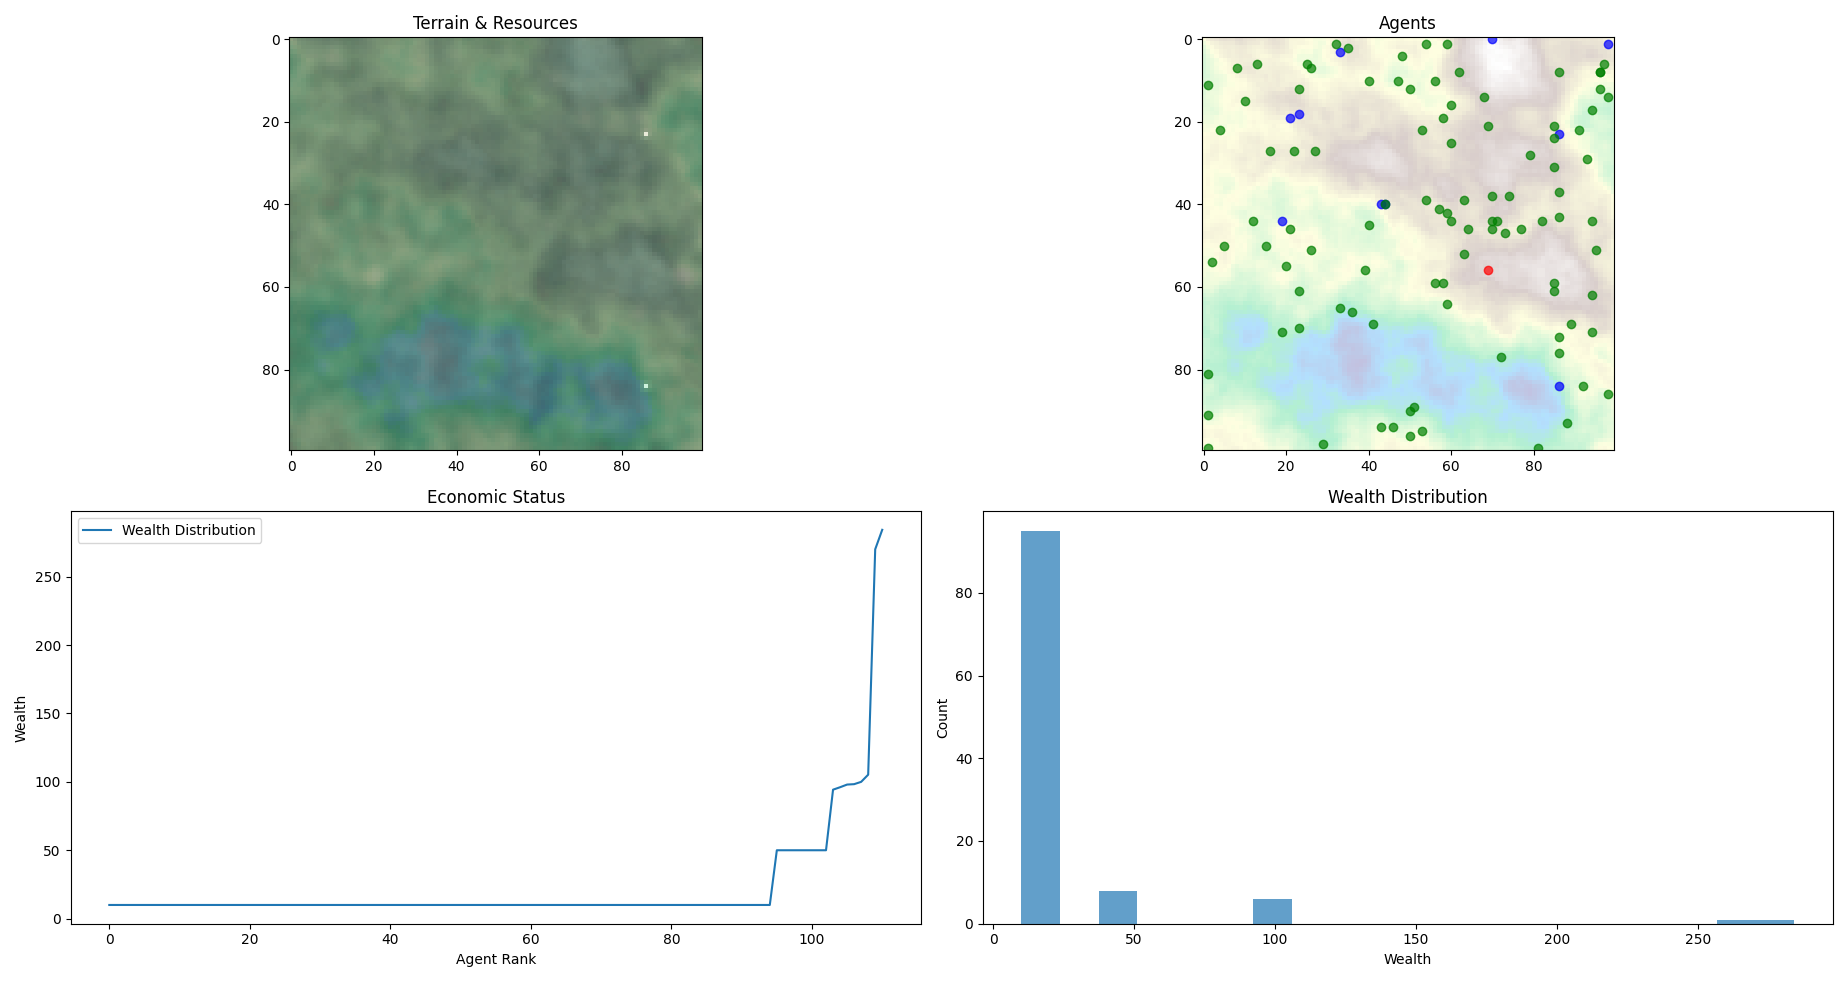 Terrain & Resources
0
20
40
60
80
0 20 40 60 80
Agents
0
20
40
60
80
0 20 40 60 80
Economic Status
Wealth Distribution
250
200
150
100
50
0
Wealth
0 20 40 60 80 100
Agent Rank
Wealth Distribution
80
60
40
20
0
Count
0 50 100 150 200 250
Wealth